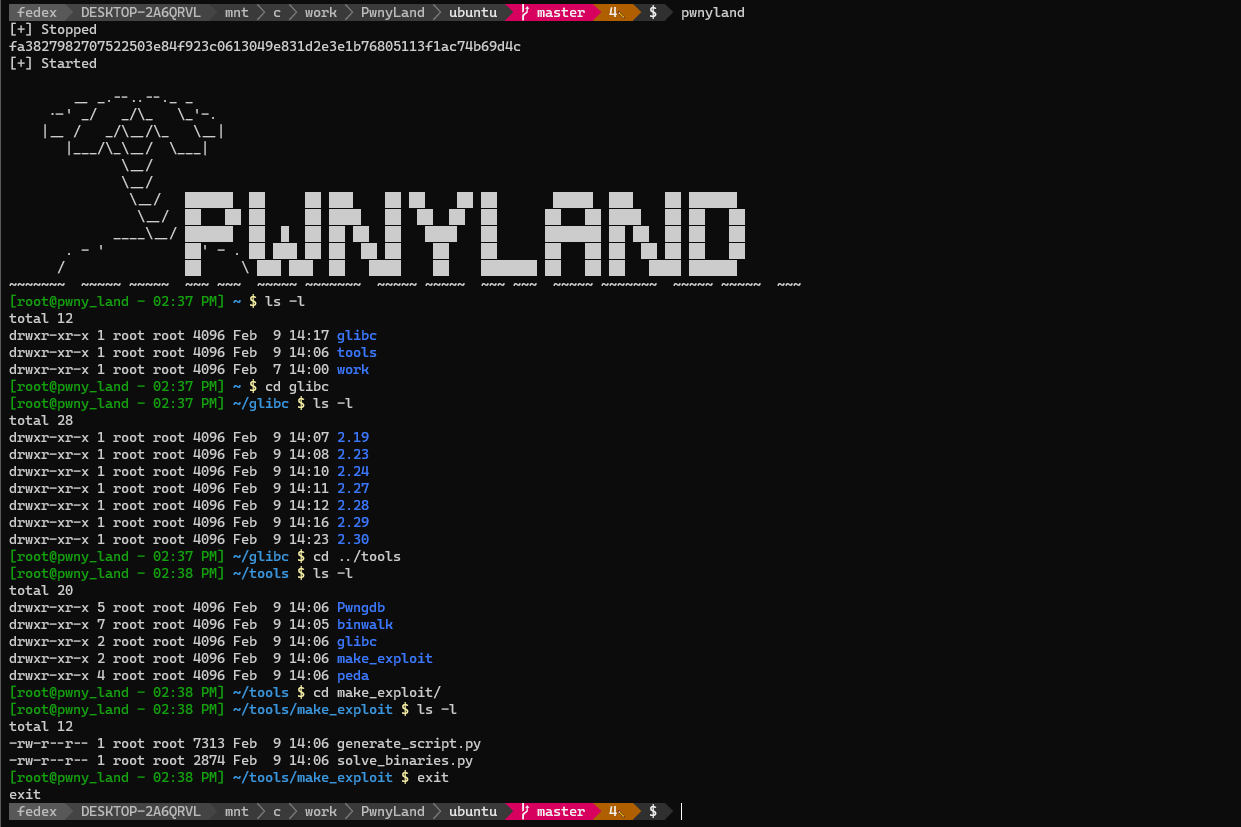 fedex DESKTOP-2A6QRVL mnt c work PwnyLand ubuntu master 4 $ pwnyland
[+] Stopped
fa3827982707522503e84f923c0613049e831d2e3e1b76805113f1ac74b69d4c
[+] Started
PWNYLAND
[root@pwny_land - 02:37 PM] ~ $ ls -l
total 12
drwxr-xr-x 1 root root 4096 Feb  9 14:17 glibc
drwxr-xr-x 1 root root 4096 Feb  9 14:06 tools
drwxr-xr-x 1 root root 4096 Feb  7 14:00 work
[root@pwny_land - 02:37 PM] ~ $ cd glibc
[root@pwny_land - 02:37 PM] ~/glibc $ ls -l
total 28
drwxr-xr-x 1 root root 4096 Feb  9 14:07 2.19
drwxr-xr-x 1 root root 4096 Feb  9 14:08 2.23
drwxr-xr-x 1 root root 4096 Feb  9 14:10 2.24
drwxr-xr-x 1 root root 4096 Feb  9 14:11 2.27
drwxr-xr-x 1 root root 4096 Feb  9 14:12 2.28
drwxr-xr-x 1 root root 4096 Feb  9 14:16 2.29
drwxr-xr-x 1 root root 4096 Feb  9 14:23 2.30
[root@pwny_land - 02:37 PM] ~/glibc $ cd ../tools
[root@pwny_land - 02:38 PM] ~/tools $ ls -l
total 20
drwxr-xr-x 5 root root 4096 Feb  9 14:06 Pwngdb
drwxr-xr-x 7 root root 4096 Feb  9 14:05 binwalk
drwxr-xr-x 2 root root 4096 Feb  9 14:06 glibc
drwxr-xr-x 2 root root 4096 Feb  9 14:06 make_exploit
drwxr-xr-x 4 root root 4096 Feb  9 14:06 peda
[root@pwny_land - 02:38 PM] ~/tools $ cd make_exploit/
[root@pwny_land - 02:38 PM] ~/tools/make_exploit $ ls -l
total 12
-rw-r--r-- 1 root root 7313 Feb  9 14:06 generate_script.py
-rw-r--r-- 1 root root 2874 Feb  9 14:06 solve_binaries.py
[root@pwny_land - 02:38 PM] ~/tools/make_exploit $ exit
exit
fedex DESKTOP-2A6QRVL mnt c work PwnyLand ubuntu master 4 $